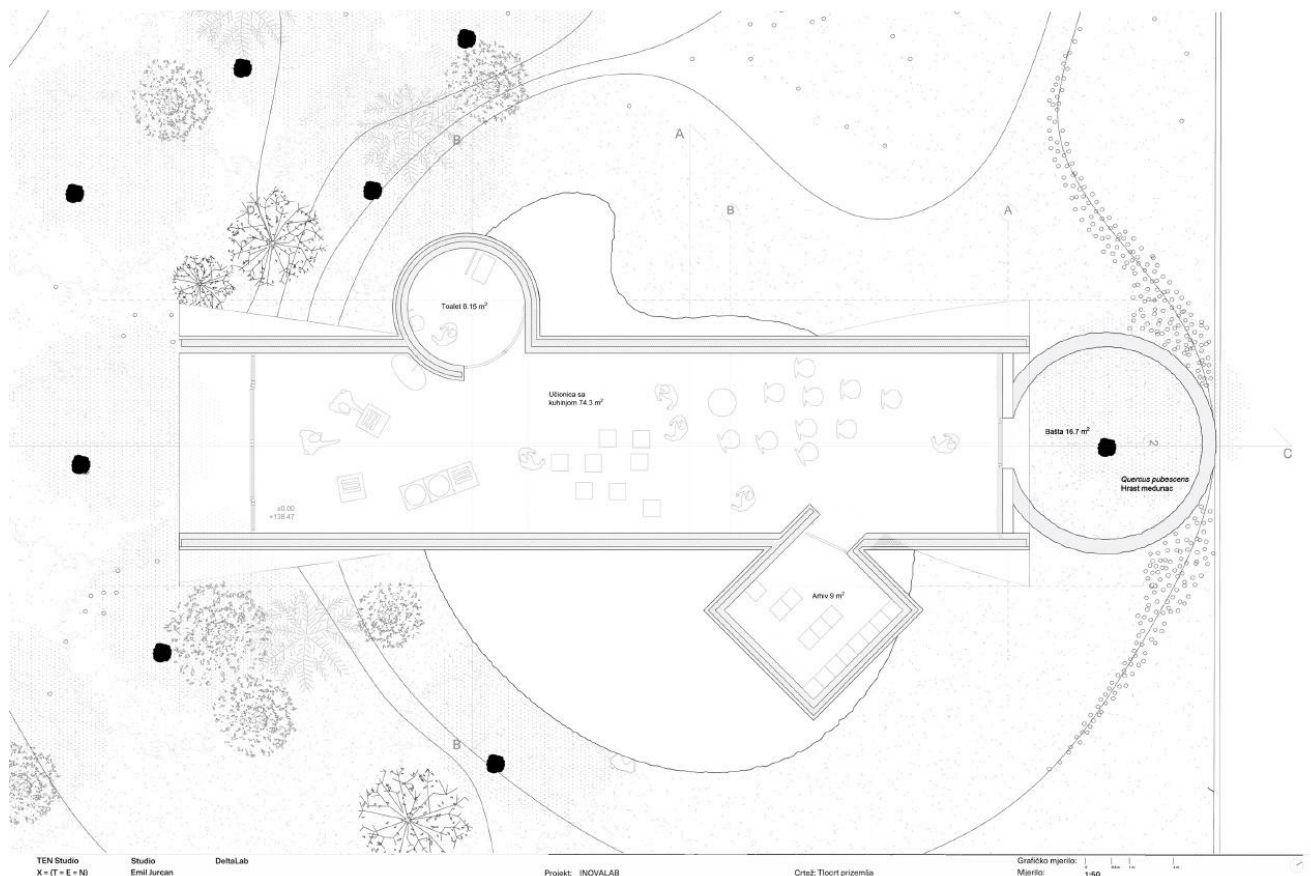 A
B
B
A
Toalet 6.15 m²
Učionica sa
kuhinjom 74.3 m²
Bašta 16.7 m²
2
C
Quercus pubescens
Hrast medunac
±0.00
+138.47
Arhiv 9 m²
B
TEN Studio
X = (T = E = N)
Studio
Emil Jurcan
DeltaLab
Projekt: INOVALAB
Crtež: Tlocrt prizemlja
Grafičko mjerilo:
Mjerilo: 1:50